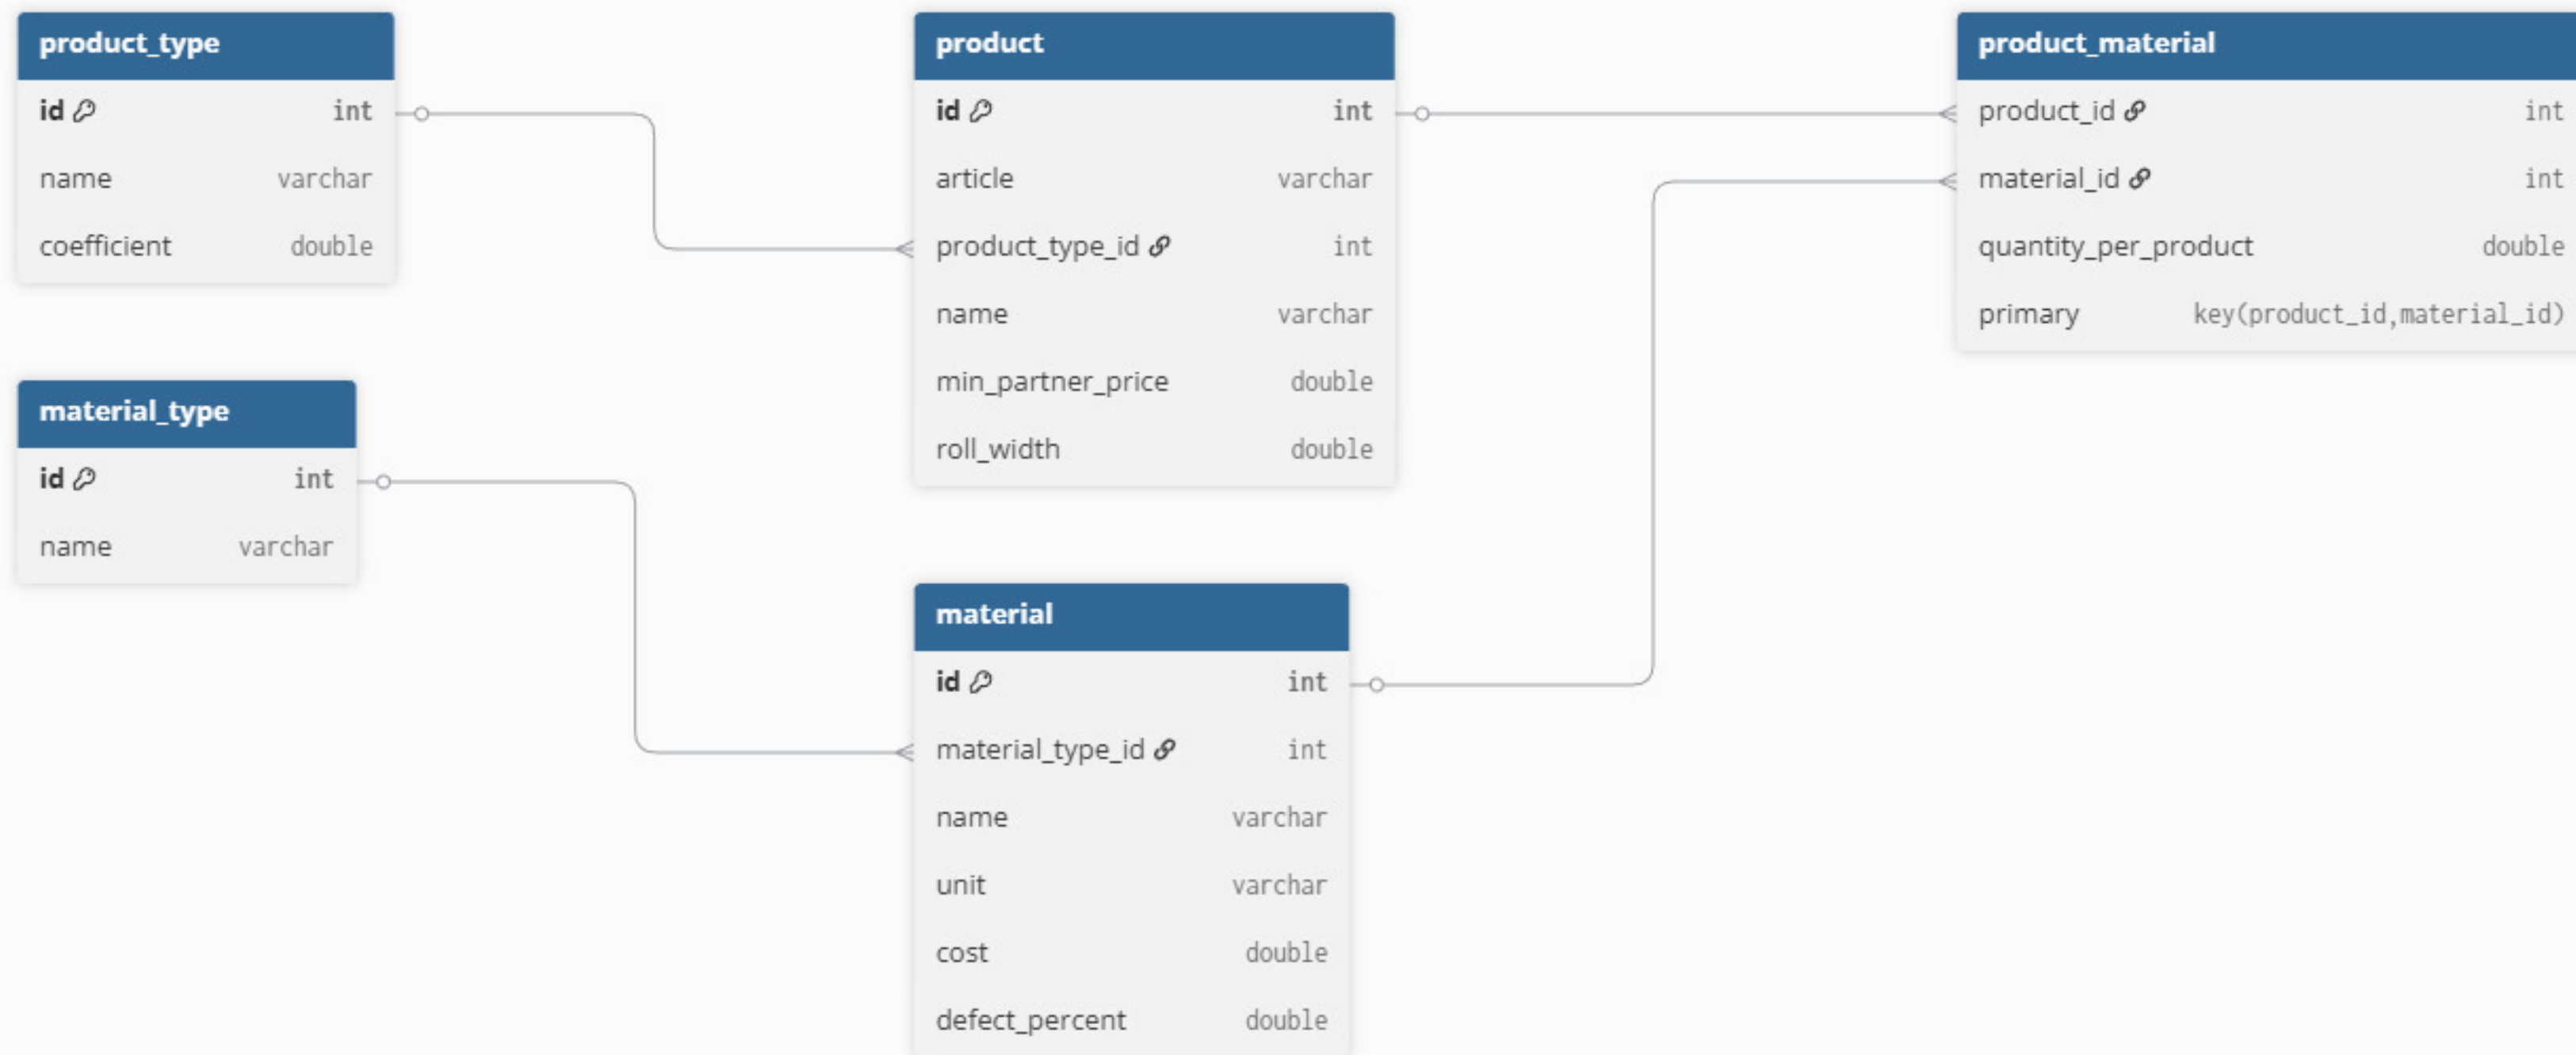 product_type
id int
name varchar
coefficient double
material_type
id int
name varchar
product
id int
article varchar
product_type_id int
name varchar
min_partner_price double
roll_width double
material
id int
material_type_id int
name varchar
unit varchar
cost double
defect_percent double
product_material
product_id int
material_id int
quantity_per_product double
primary key(product_id,material_id)